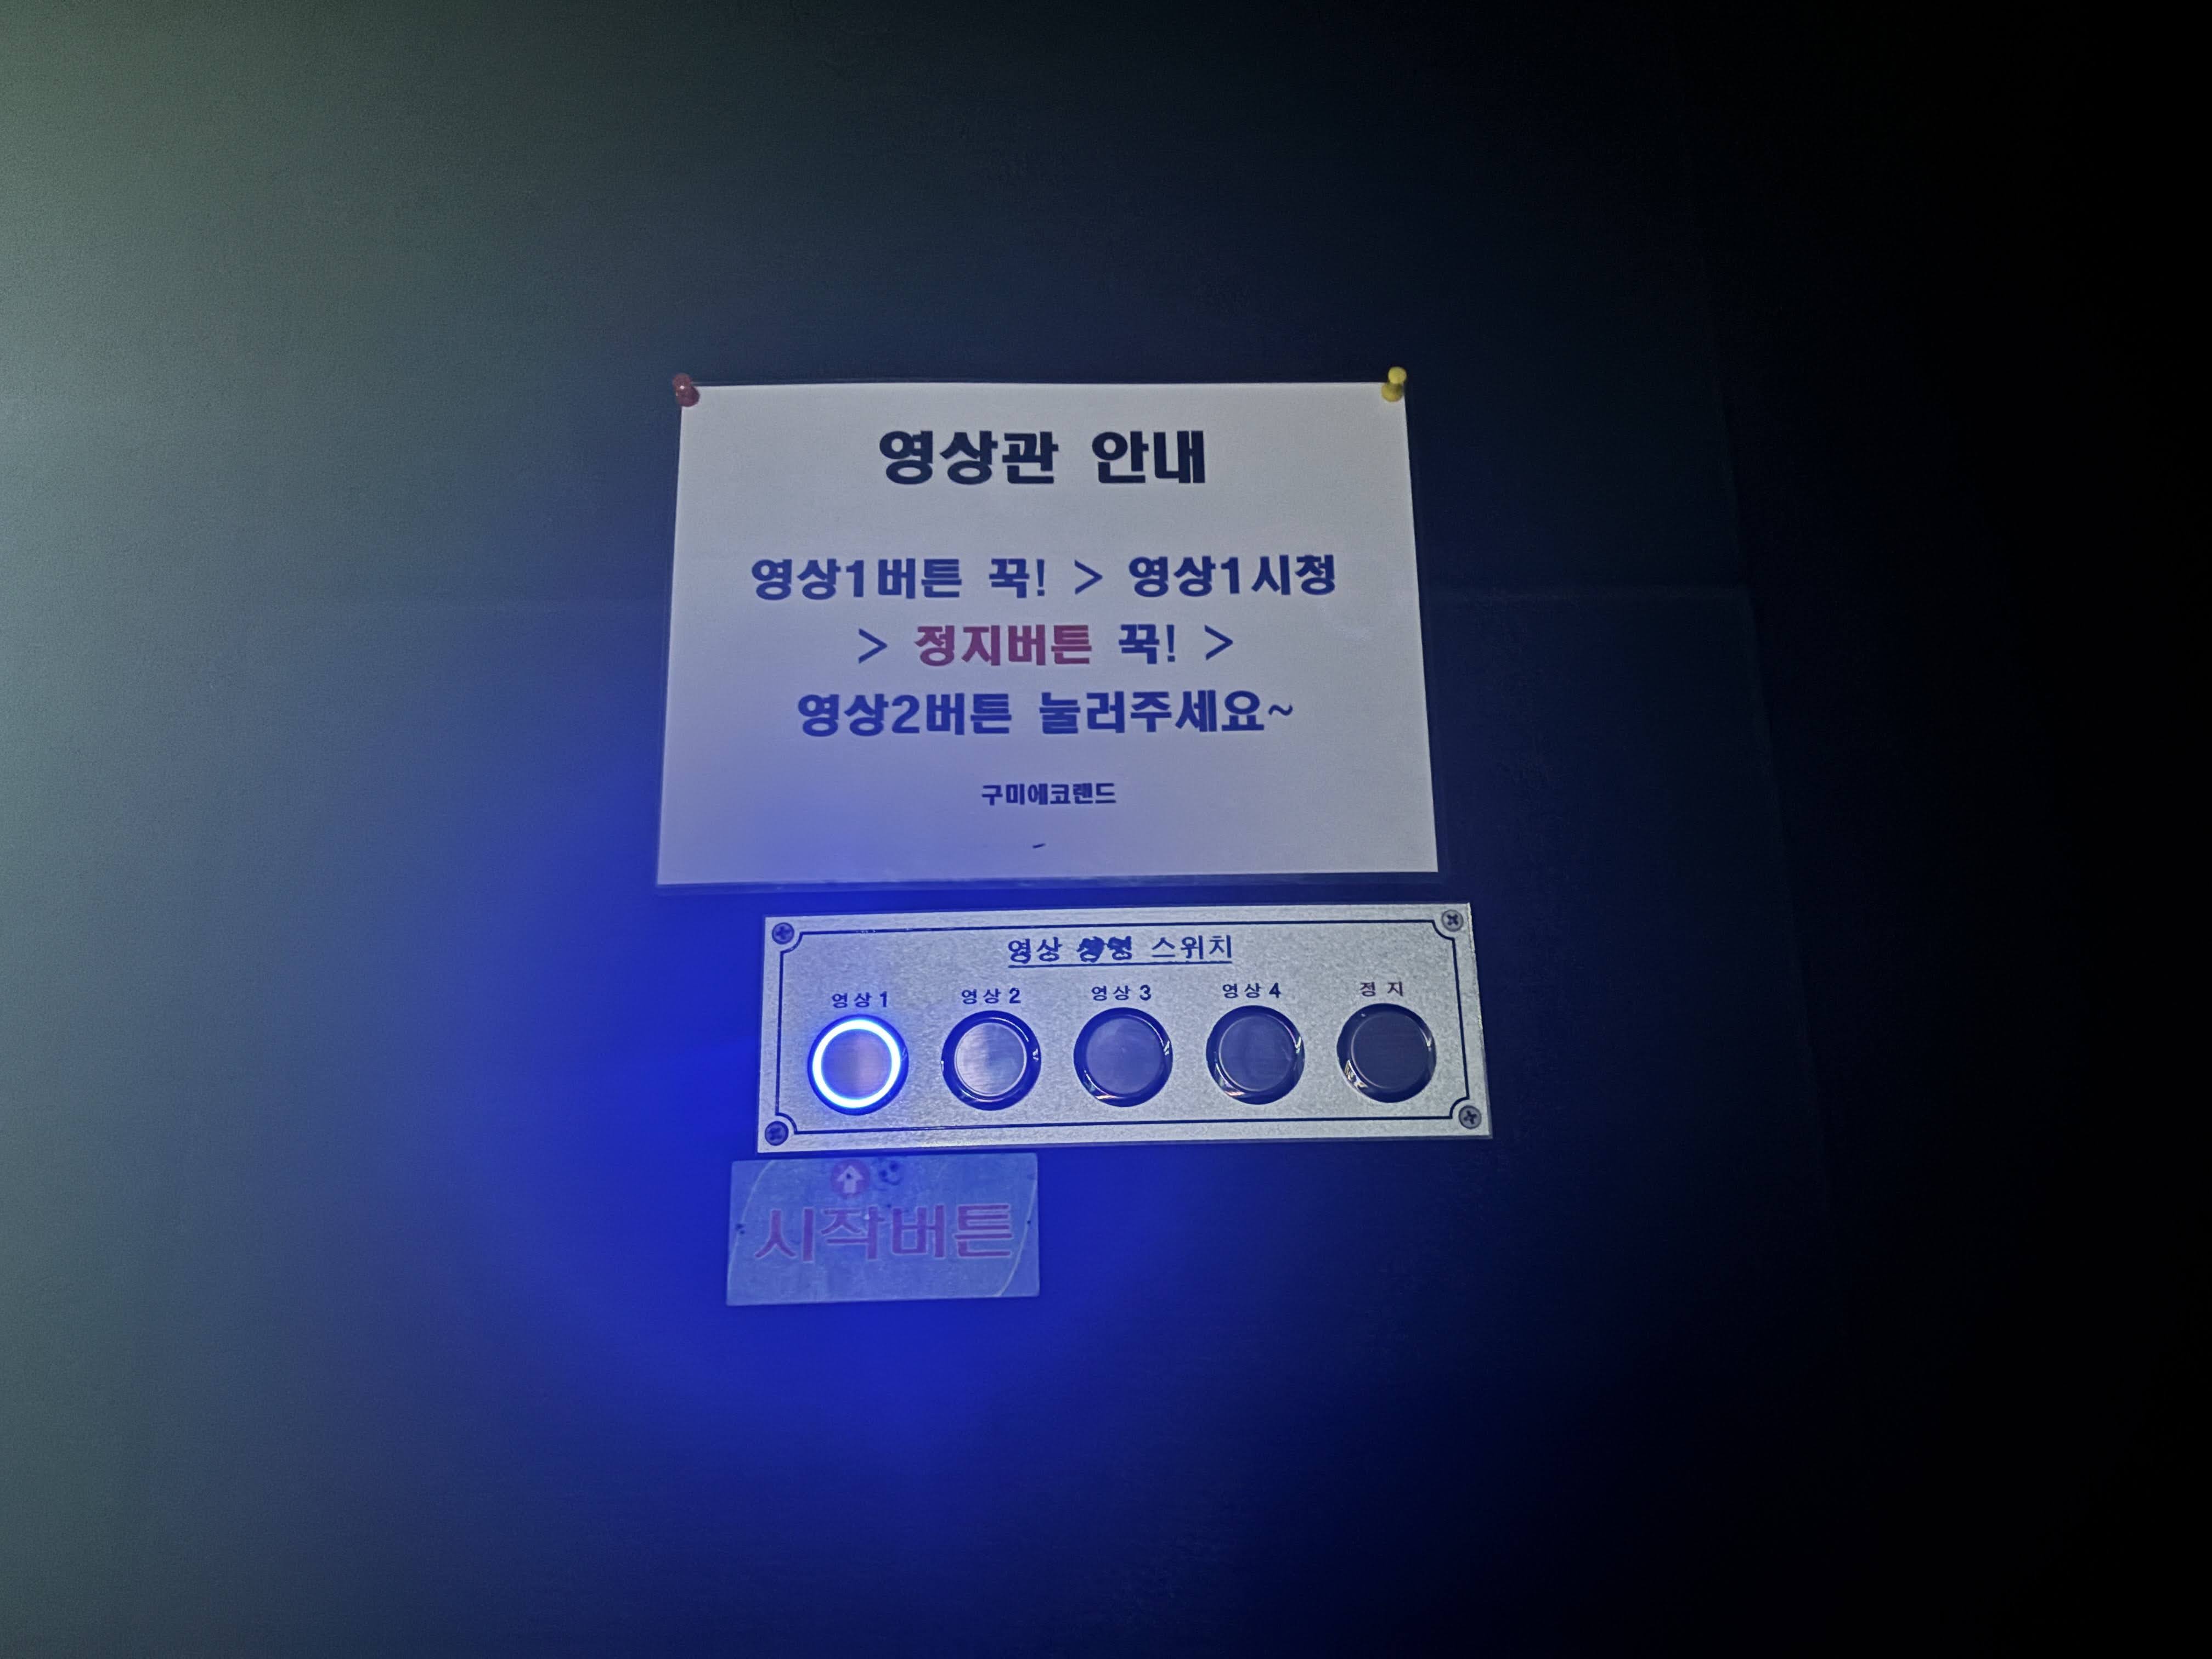 영상관 안내
영상1버튼 꾹! > 영상1시청
> 정지버튼 꾹! >
영상2버튼 눌러주세요~
구미에코랜드
영상 상영 스위치
영상 1 영상 2 영상 3 영상 4 정 지
시작버튼